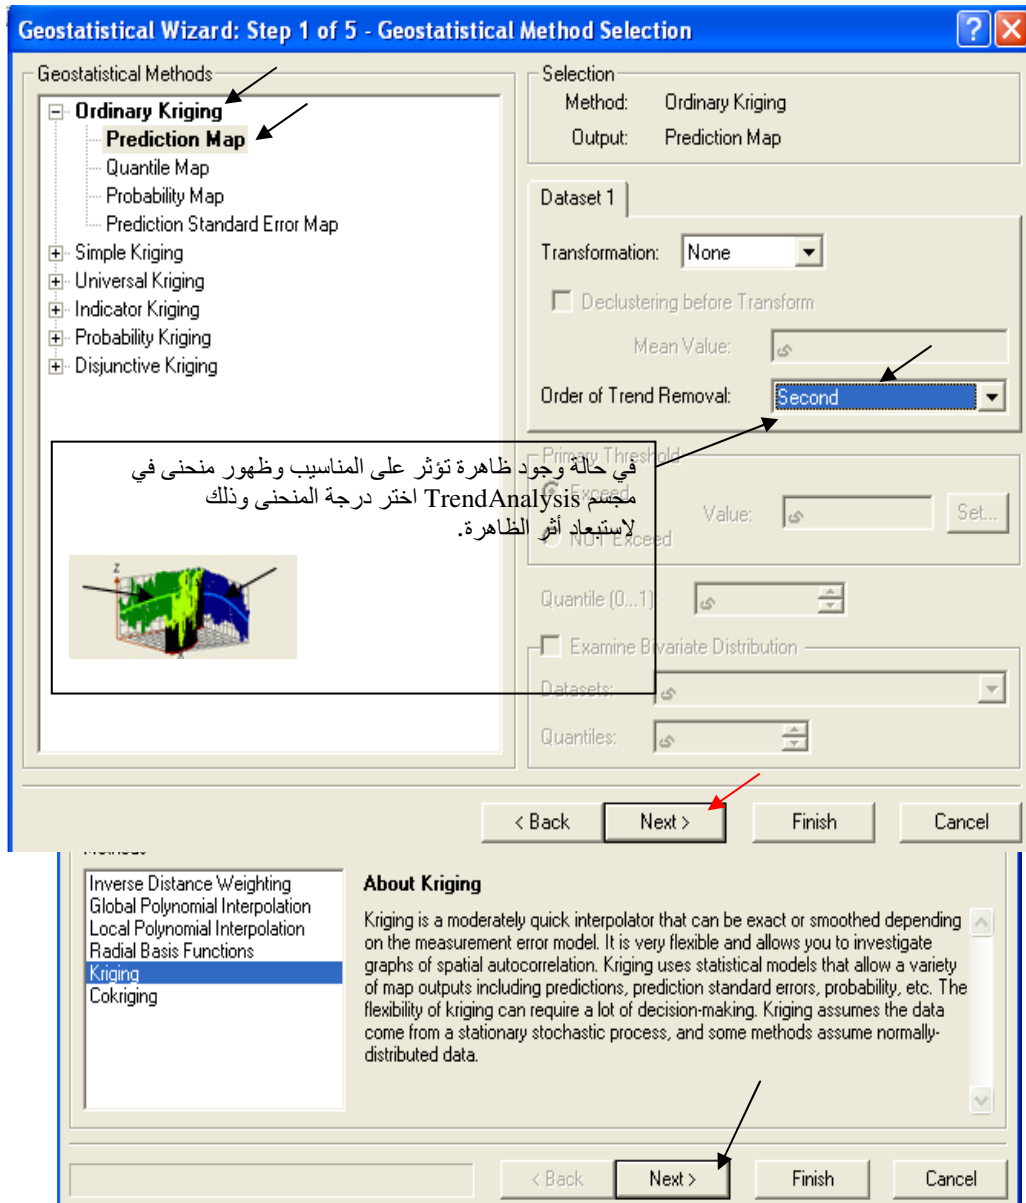 Geostatistical Wizard: Step 1 of 5 - Geostatistical Method Selection
Geostatistical Methods
Ordinary Kriging
Prediction Map
Quantile Map
Probability Map
Prediction Standard Error Map
Simple Kriging
Universal Kriging
Indicator Kriging
Probability Kriging
Disjunctive Kriging
Selection
Method: Ordinary Kriging
Output: Prediction Map
Dataset 1
Transformation: None
Declustering before Transform
Mean Value:
Order of Trend Removal: Second
Primary Threshold
Exceed
NOT Exceed
Value:
Set...
Quantile (0...1)
Examine Bivariate Distribution
Datasets:
Quantiles:
في حالة وجود ظاهرة تؤثر على المناسيب وظهور منحنى في
مجسم TrendAnalysis اختر درجة المنحنى وذلك
لاستبعاد أثر الظاهرة.
z
< Back
Next >
Finish
Cancel
Methods
Inverse Distance Weighting
Global Polynomial Interpolation
Local Polynomial Interpolation
Radial Basis Functions
Kriging
Cokriging
About Kriging
Kriging is a moderately quick interpolator that can be exact or smoothed depending
on the measurement error model. It is very flexible and allows you to investigate
graphs of spatial autocorrelation. Kriging uses statistical models that allow a variety
of map outputs including predictions, prediction standard errors, probability, etc. The
flexibility of kriging can require a lot of decision-making. Kriging assumes the data
come from a stationary stochastic process, and some methods assume normally-
distributed data.
< Back
Next >
Finish
Cancel